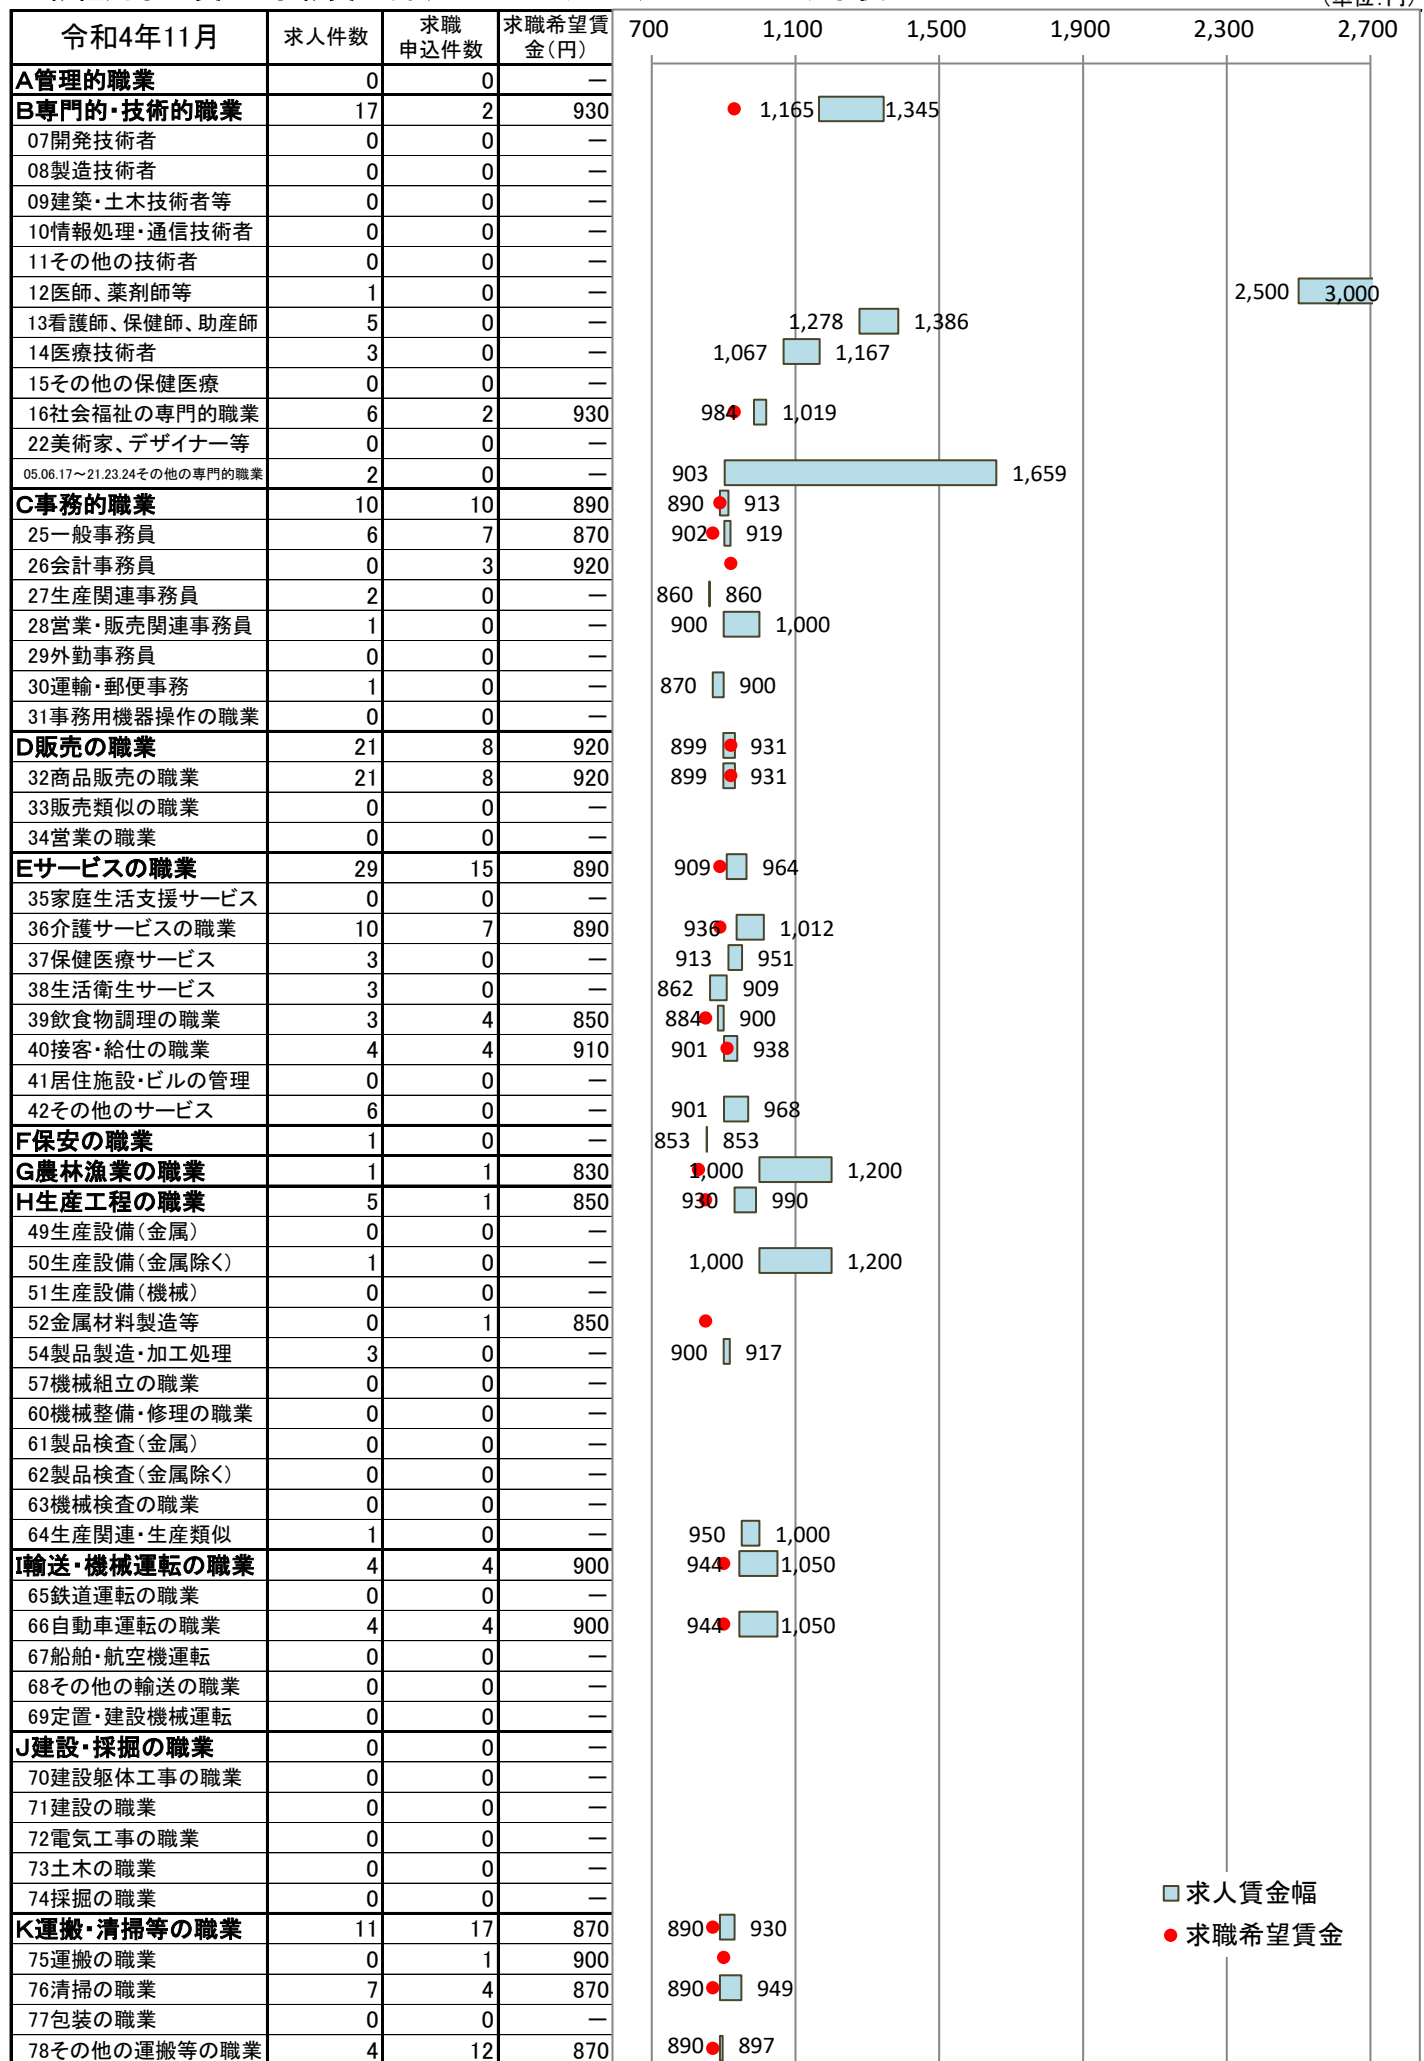 (単位:円)
令和4年11月 求人件数 求職申込件数 求職希望賃金(円) 700 1,100 1,500 1,900 2,300 2,700
A管理的職業 0 0 ―
B専門的・技術的職業 17 2 930 1,165 1,345
07開発技術者 0 0 ―
08製造技術者 0 0 ―
09建築・土木技術者等 0 0 ―
10情報処理・通信技術者 0 0 ―
11その他の技術者 0 0 ―
12医師、薬剤師等 1 0 ― 2,500 3,000
13看護師、保健師、助産師 5 0 ― 1,278 1,386
14医療技術者 3 0 ― 1,067 1,167
15その他の保健医療 0 0 ―
16社会福祉の専門的職業 6 2 930 984 1,019
22美術家、デザイナー等 0 0 ―
05.06.17~21.23.24その他の専門的職業 2 0 ― 903 1,659
C事務的職業 10 10 890 890 913
25一般事務員 6 7 870 902 919
26会計事務員 0 3 920
27生産関連事務員 2 0 ― 860 860
28営業・販売関連事務員 1 0 ― 900 1,000
29外勤事務員 0 0 ―
30運輸・郵便事務 1 0 ― 870 900
31事務用機器操作の職業 0 0 ―
D販売の職業 21 8 920 899 931
32商品販売の職業 21 8 920 899 931
33販売類似の職業 0 0 ―
34営業の職業 0 0 ―
Eサービスの職業 29 15 890 909 964
35家庭生活支援サービス 0 0 ―
36介護サービスの職業 10 7 890 936 1,012
37保健医療サービス 3 0 ― 913 951
38生活衛生サービス 3 0 ― 862 909
39飲食物調理の職業 3 4 850 884 900
40接客・給仕の職業 4 4 910 901 938
41居住施設・ビルの管理 0 0 ―
42その他のサービス 6 0 ― 901 968
F保安の職業 1 0 ― 853 853
G農林漁業の職業 1 1 830 1,000 1,200
H生産工程の職業 5 1 850 930 990
49生産設備(金属) 0 0 ―
50生産設備(金属除く) 1 0 ― 1,000 1,200
51生産設備(機械) 0 0 ―
52金属材料製造等 0 1 850
54製品製造・加工処理 3 0 ― 900 917
57機械組立の職業 0 0 ―
60機械整備・修理の職業 0 0 ―
61製品検査(金属) 0 0 ―
62製品検査(金属除く) 0 0 ―
63機械検査の職業 0 0 ―
64生産関連・生産類似 1 0 ― 950 1,000
I輸送・機械運転の職業 4 4 900 944 1,050
65鉄道運転の職業 0 0 ―
66自動車運転の職業 4 4 900 944 1,050
67船舶・航空機運転 0 0 ―
68その他の輸送の職業 0 0 ―
69定置・建設機械運転 0 0 ―
J建設・採掘の職業 0 0 ―
70建設躯体工事の職業 0 0 ―
71建設の職業 0 0 ―
72電気工事の職業 0 0 ―
73土木の職業 0 0 ―
74採掘の職業 0 0 ―
求人賃金幅
K運搬・清掃等の職業 11 17 870 890 930
求職希望賃金
75運搬の職業 0 1 900
76清掃の職業 7 4 870 890 949
77包装の職業 0 0 ―
78その他の運搬等の職業 4 12 870 890 897